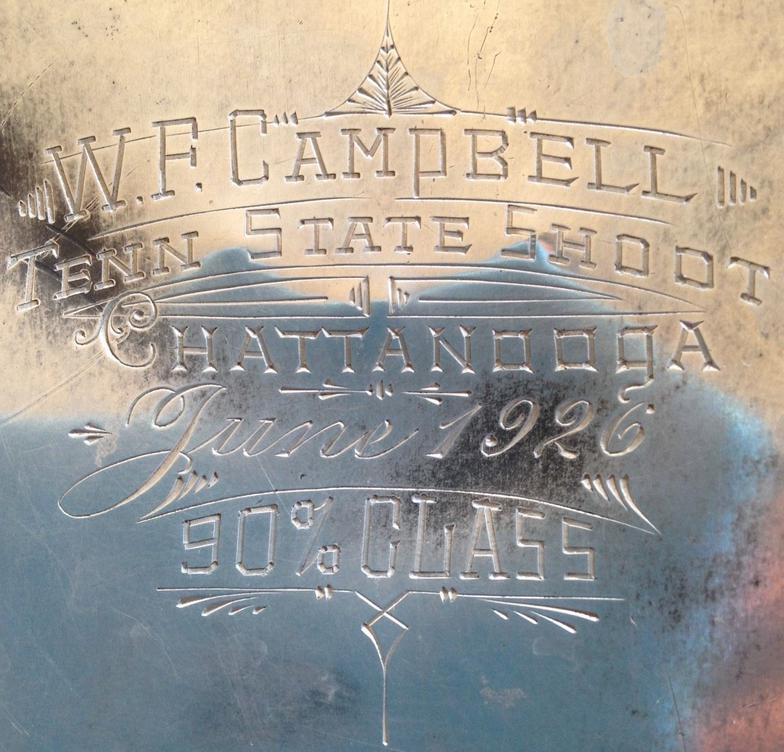 W.F. CAMPBELL
TENN STATE SHOOT
CHATTANOOGA
June 1926
90% CLASS